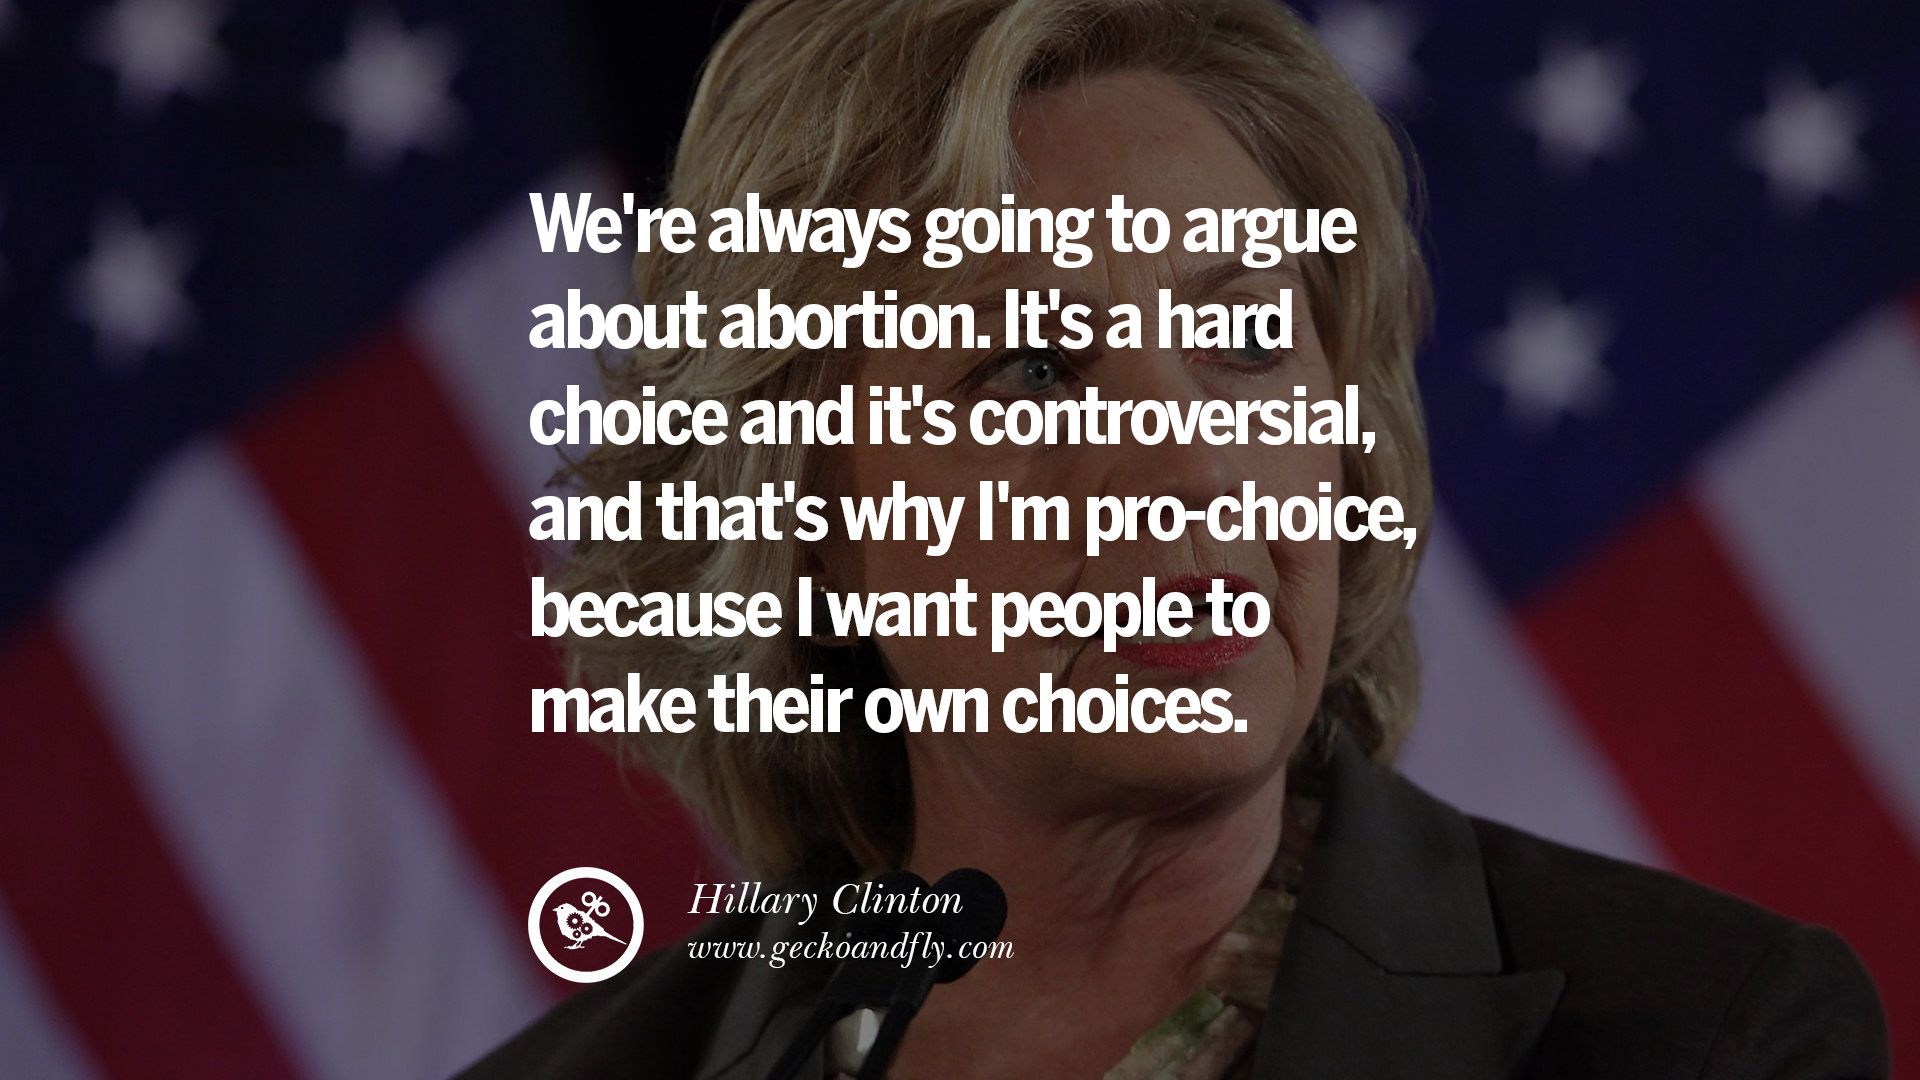 We're always going to argue
about abortion. It's a hard
choice and it's controversial,
and that's why I'm pro-choice,
because I want people to
make their own choices.
Hillary Clinton
www.geckoandfly.com